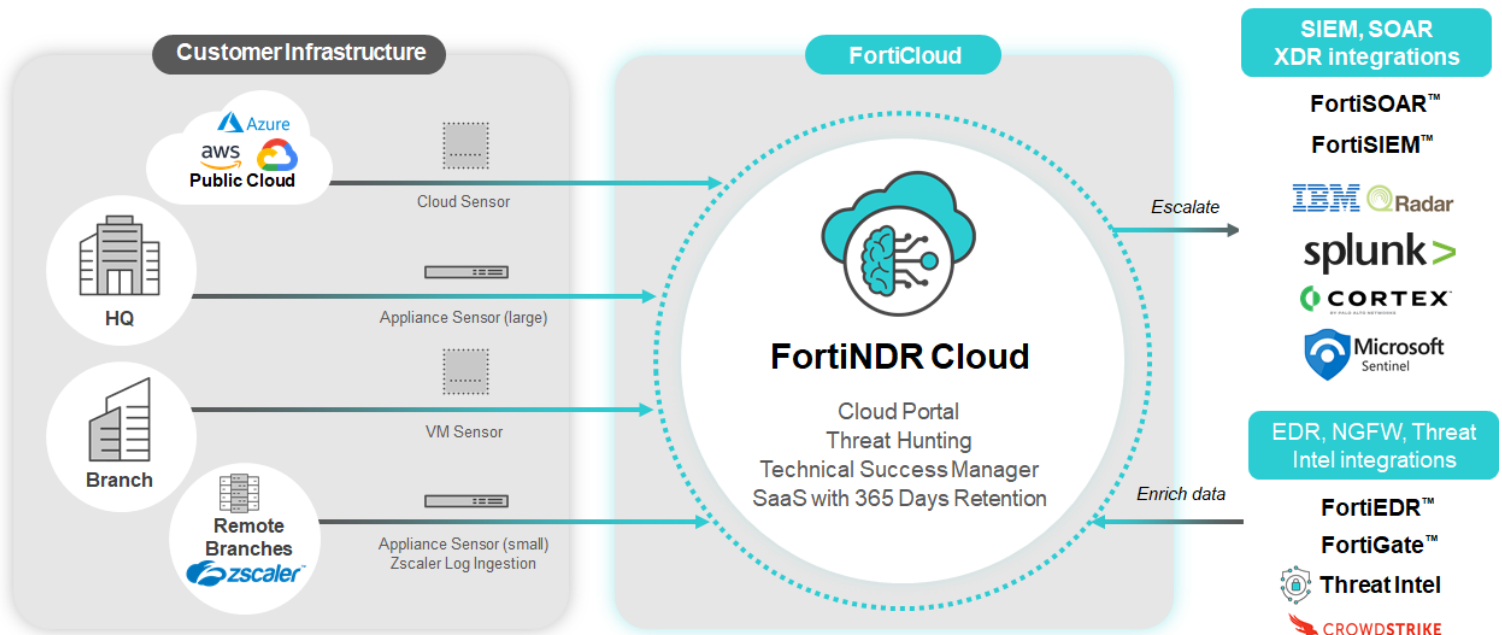 Customer Infrastructure
Azure
aws
Public Cloud
Cloud Sensor
HQ
Appliance Sensor (large)
Branch
VM Sensor
Remote
Branches
zscaler™
Appliance Sensor (small)
Zscaler Log Ingestion
FortiCloud
FortiNDR Cloud
Cloud Portal
Threat Hunting
Technical Success Manager
SaaS with 365 Days Retention
Escalate
Enrich data
SIEM, SOAR
XDR integrations
FortiSOAR™
FortiSIEM™
IBM QRadar
splunk>
CORTEX
BY PALO ALTO NETWORKS
Microsoft
Sentinel
EDR, NGFW, Threat
Intel integrations
FortiEDR™
FortiGate™
Threat Intel
CROWDSTRIKE